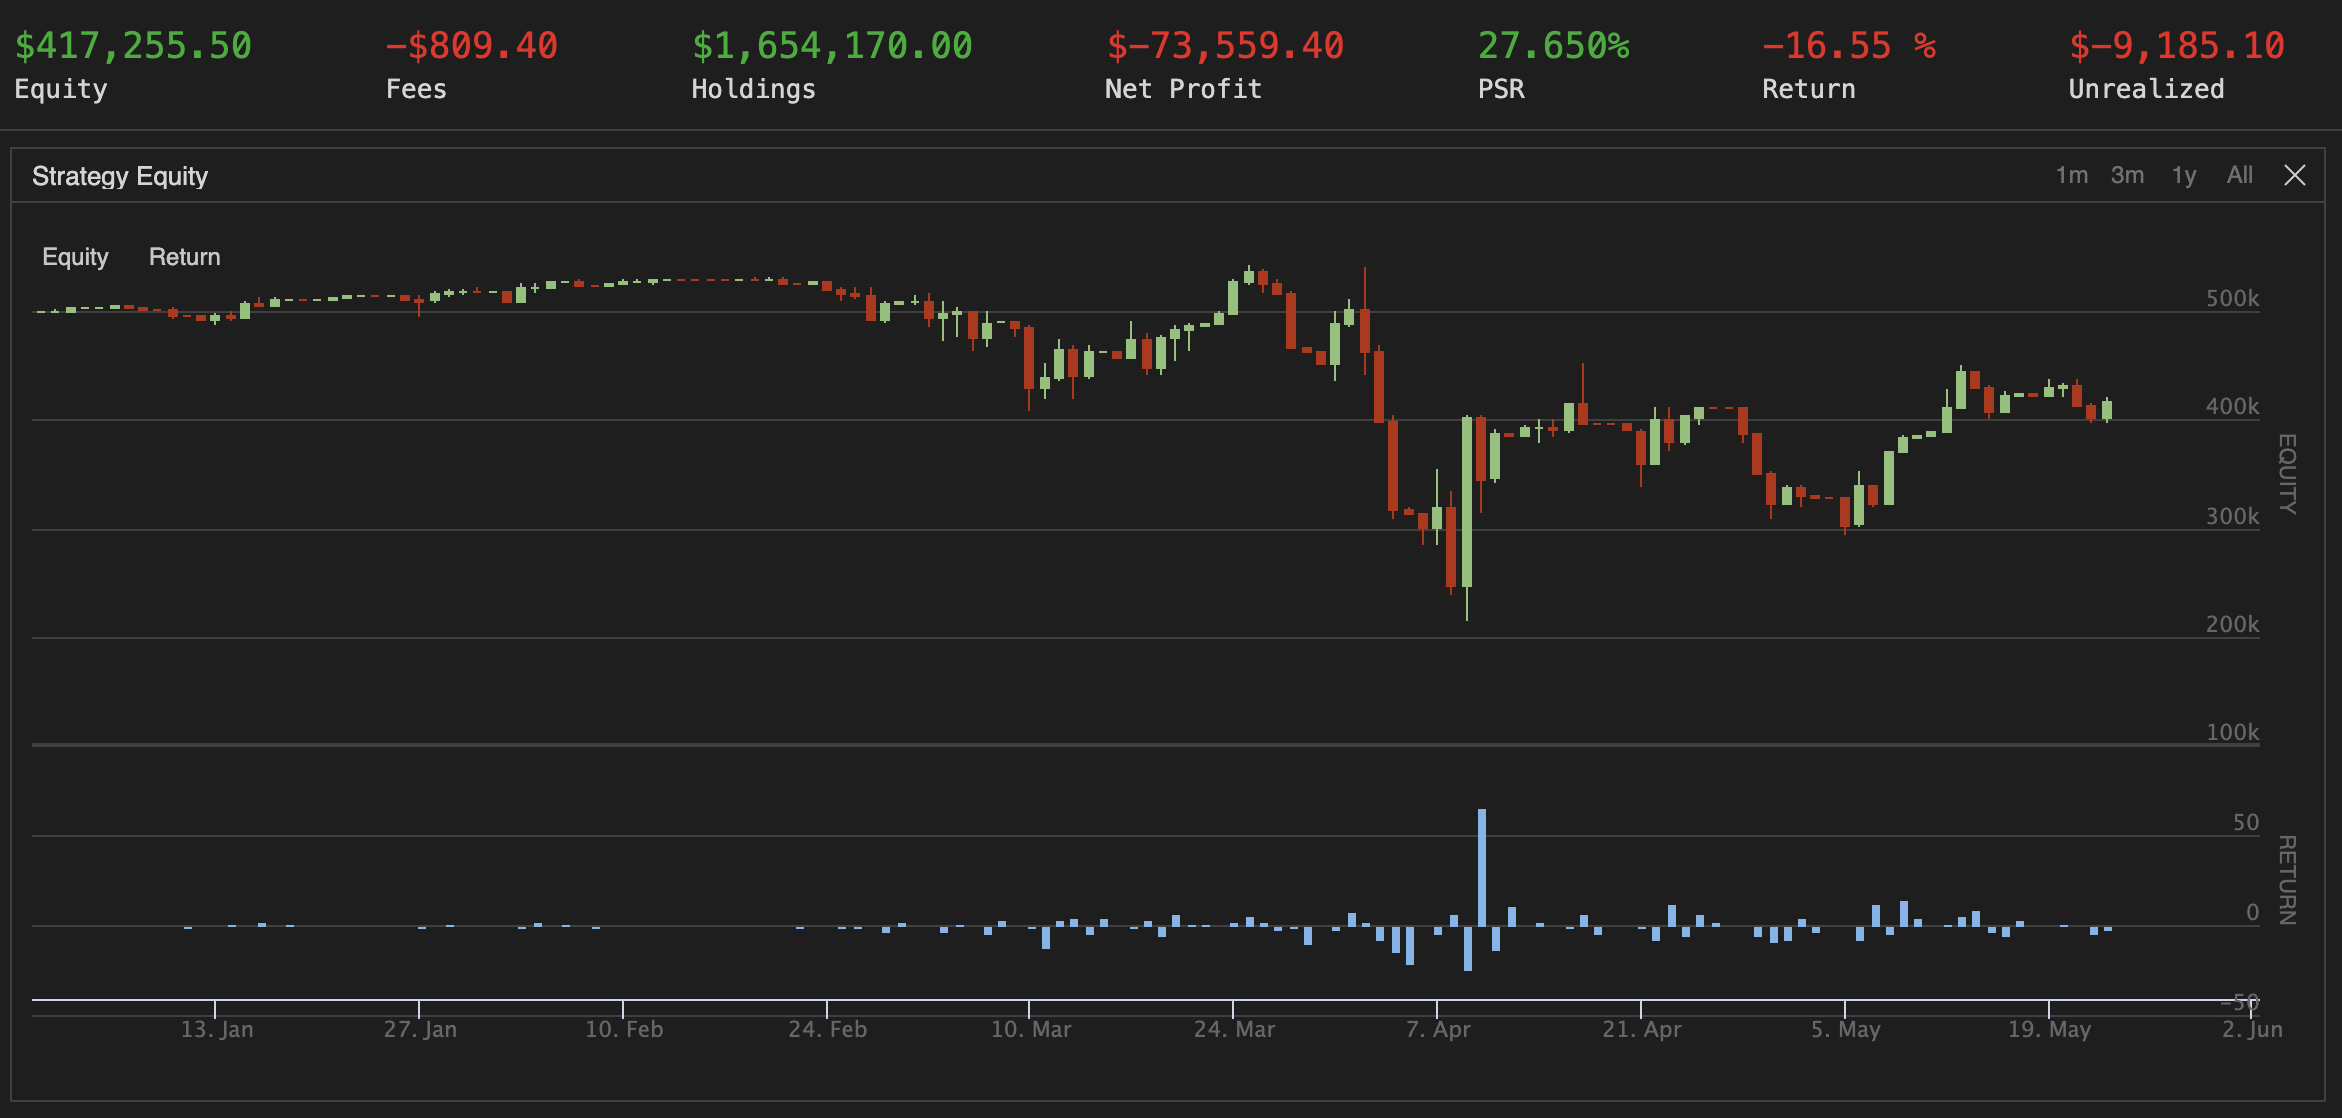 $417,255.50 -$809.40 $1,654,170.00 $-73,559.40 27.650% -16.55 % $-9,185.10
Equity Fees Holdings Net Profit PSR Return Unrealized
Strategy Equity 1m 3m 1y All
Equity Return
500k
400k
300k
200k
100k
EQUITY
50
0
-50
RETURN
13. Jan 27. Jan 10. Feb 24. Feb 10. Mar 24. Mar 7. Apr 21. Apr 5. May 19. May 2. Jun